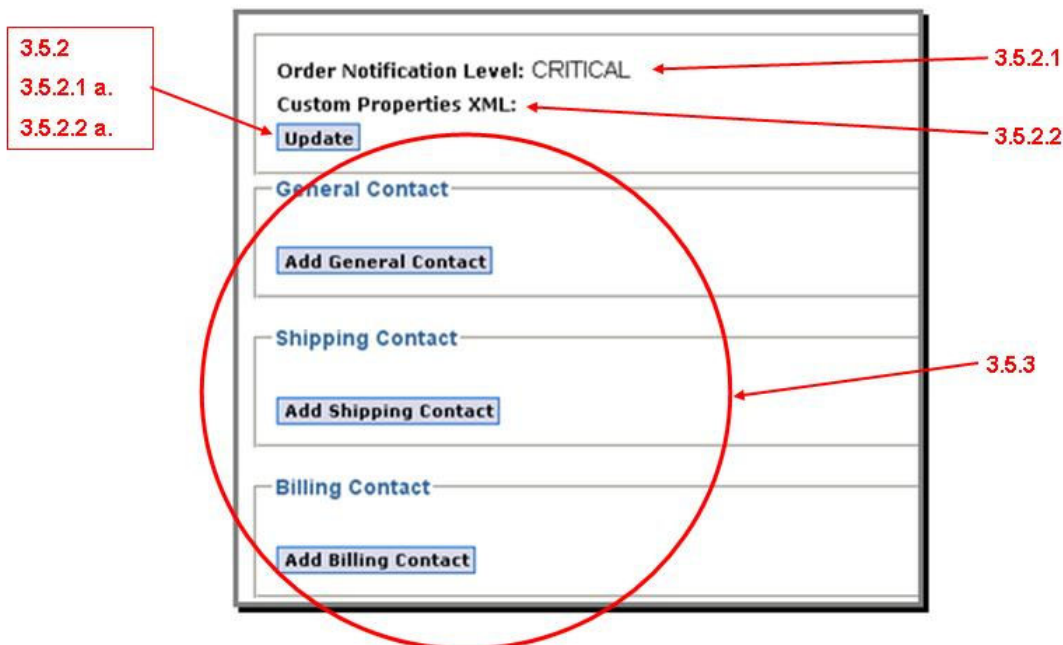 3.5.2
3.5.2.1 a.
3.5.2.2 a.
Order Notification Level: CRITICAL
3.5.2.1
Custom Properties XML:
3.5.2.2
Update
General Contact
Add General Contact
Shipping Contact
3.5.3
Add Shipping Contact
Billing Contact
Add Billing Contact